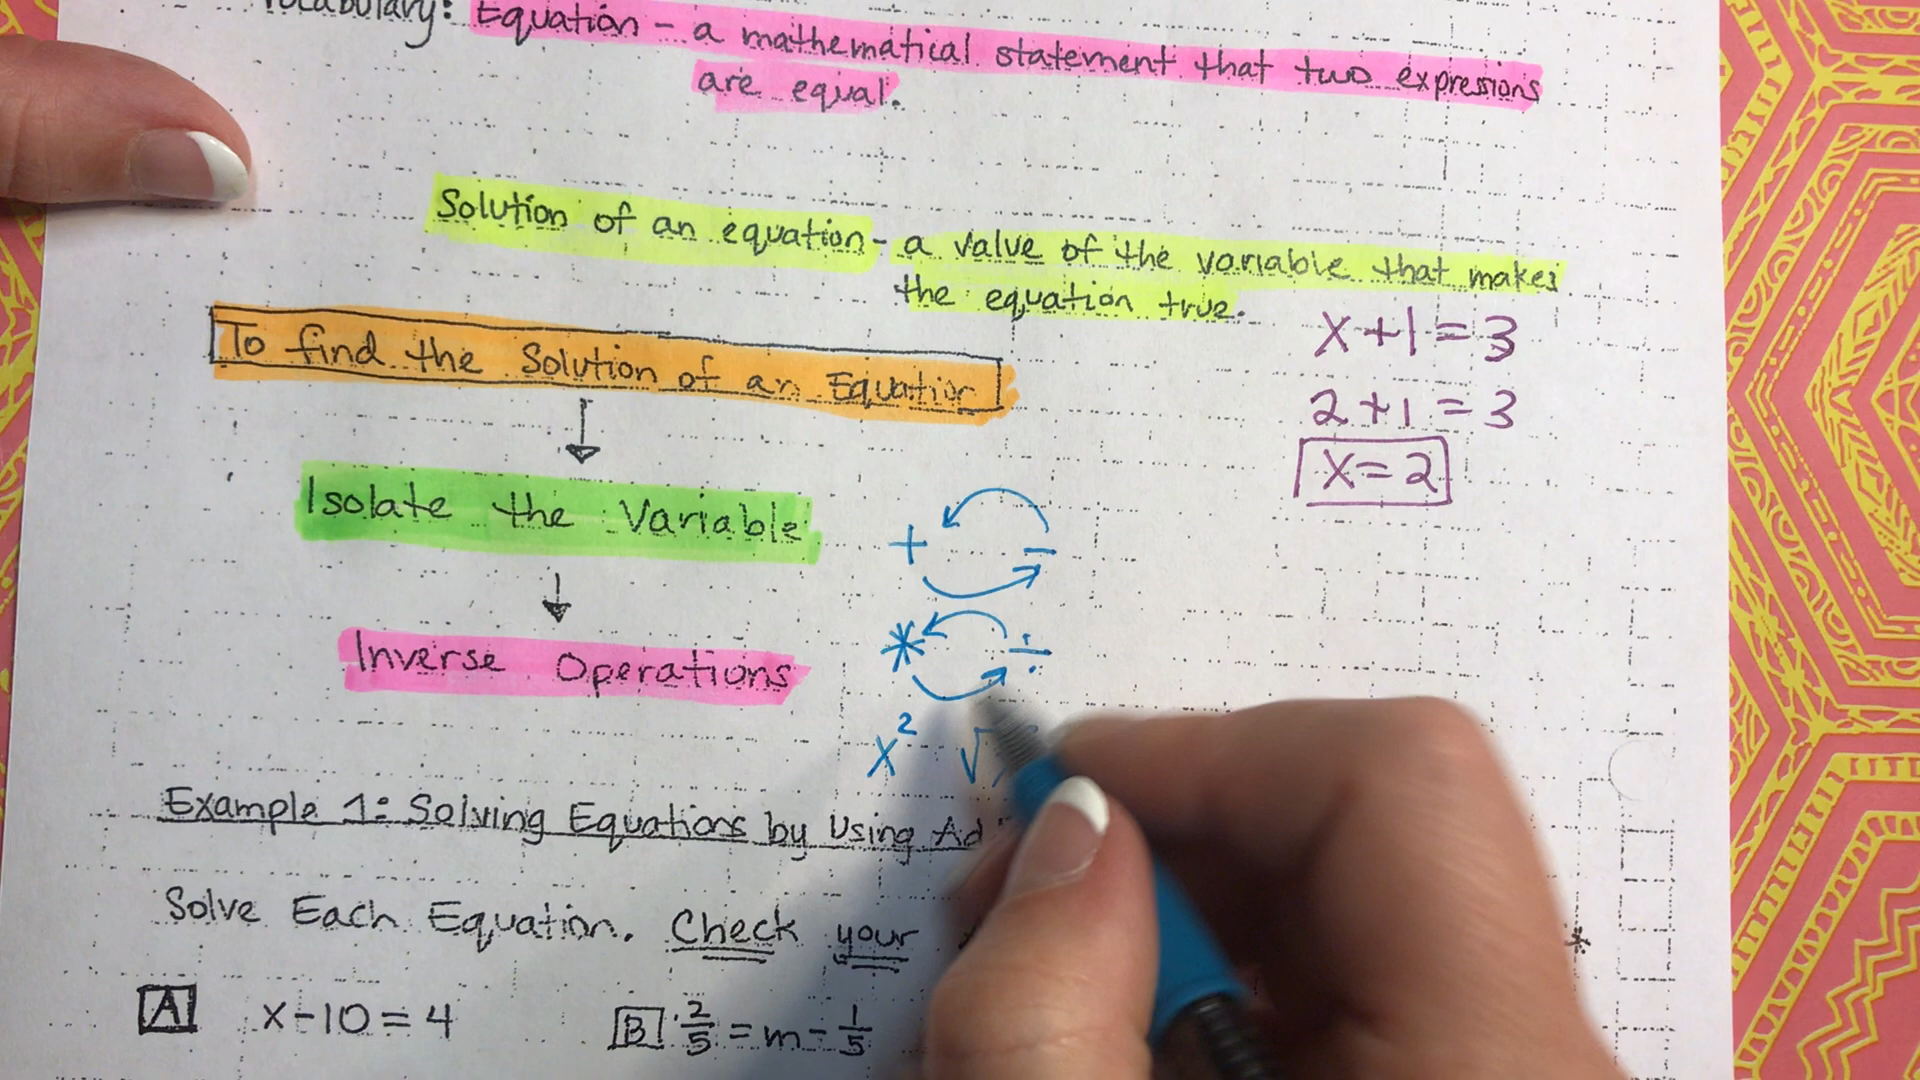 Vocabulary: Equation - a mathematical statement that two expressions
are equal.
Solution of an equation - a value of the variable that makes
the equation true.
x+1=3
To find the Solution of an Equation
2+1=3
x=2
Isolate the Variable
+ -
Inverse Operations
* ÷
x² √
Example 1: Solving Equations by Using Ad
Solve Each Equation. Check your
*
A x-10=4
B 2/5 = m - 1/5